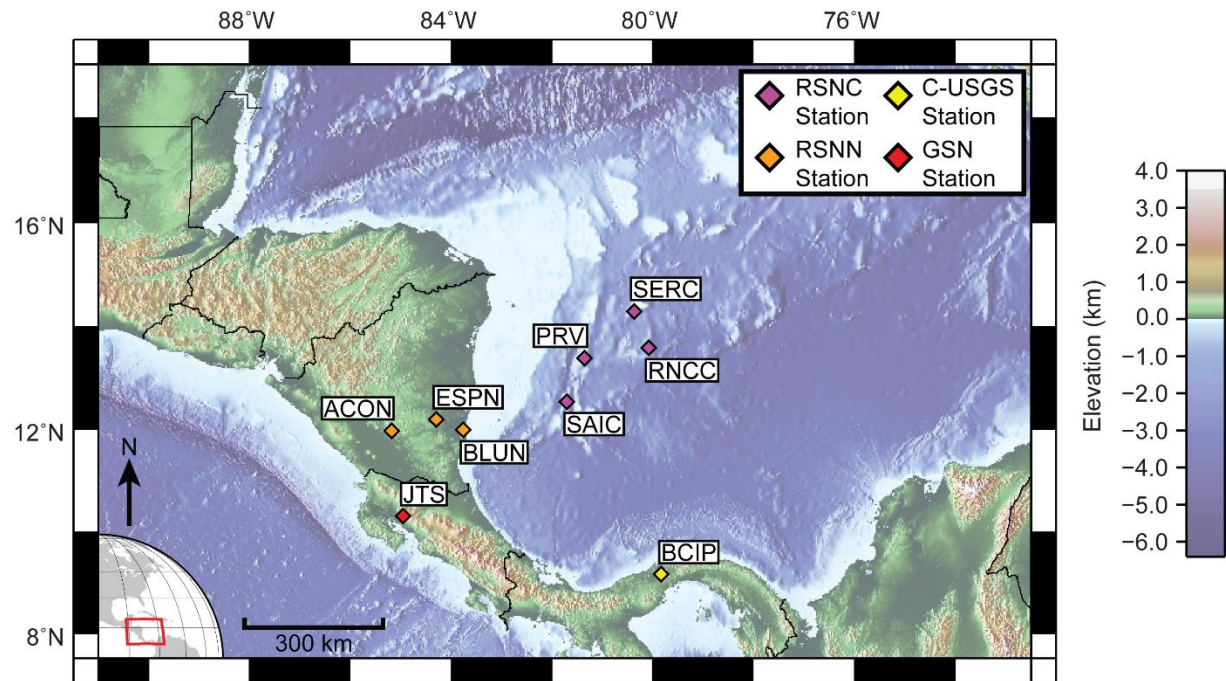 88˚W
84˚W
80˚W
76˚W
RSNC
Station
C-USGS
Station
RSNN
Station
GSN
Station
16˚N
12˚N
8˚N
SERC
PRV
RNCC
SAIC
ESPN
ACON
BLUN
JTS
BCIP
N
300 km
4.0
3.0
2.0
1.0
0.0
−1.0
−2.0
−3.0
−4.0
−5.0
−6.0
Elevation (km)